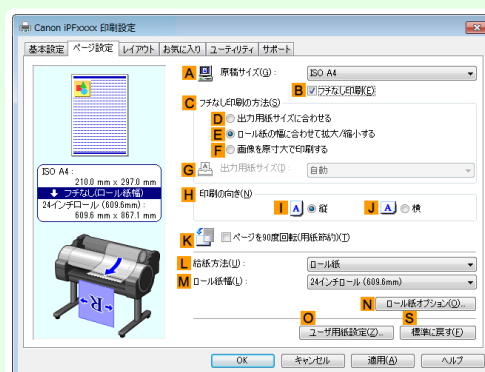 Canon iPFxxxx 印刷設定
基本設定 ページ設定 レイアウト お気に入り ユーティリティ サポート
A 原稿サイズ(G): ISO A4
B フチなし印刷(E)
C フチなし印刷の方法(S)
D 出力用紙サイズに合わせる
E ロール紙の幅に合わせて拡大/縮小する
F 画像を原寸大で印刷する
G 出力用紙サイズ(I): 自動
ISO A4 :
210.0 mm x 297.0 mm
フチなし(ロール紙幅)
24インチロール (609.6mm) :
609.6 mm x 867.1 mm
H 印刷の向き(N)
I A 縦 J A 横
K ページを90度回転(用紙節約)(T)
L 給紙方法(U): ロール紙
M ロール紙幅(L): 24インチロール (609.6mm)
R
N ロール紙オプション(O)...
O S
ユーザ用紙設定(Z)... 標準に戻す(F)
OK キャンセル 適用(A) ヘルプ